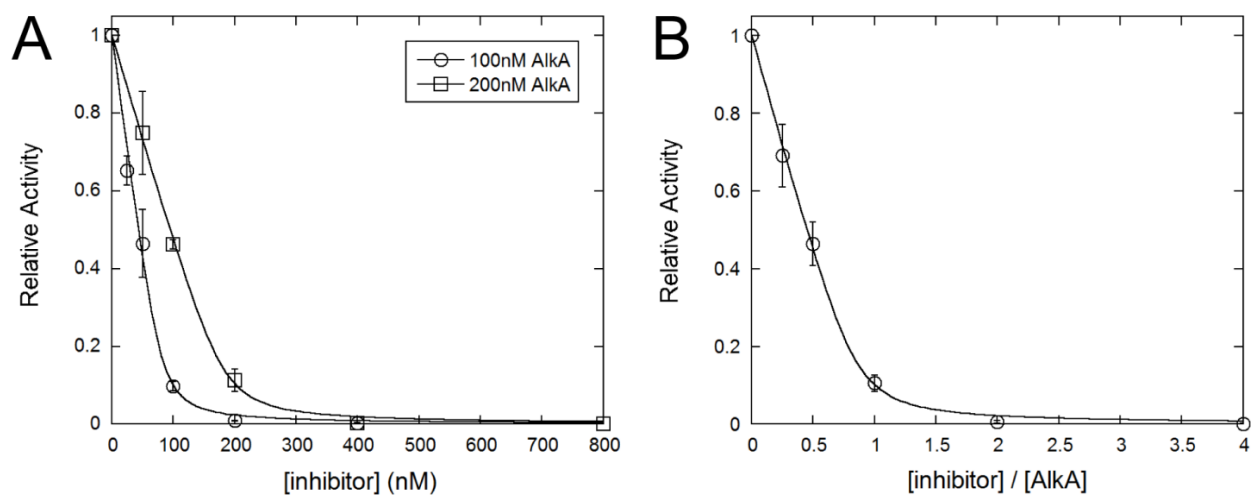 A
1
0.8
0.6
0.4
0.2
0
Relative Activity
0 100 200 300 400 500 600 700 800
[inhibitor] (nM)
100nM AlkA
200nM AlkA
B
1
0.8
0.6
0.4
0.2
0
Relative Activity
0 0.5 1 1.5 2 2.5 3 3.5 4
[inhibitor] / [AlkA]